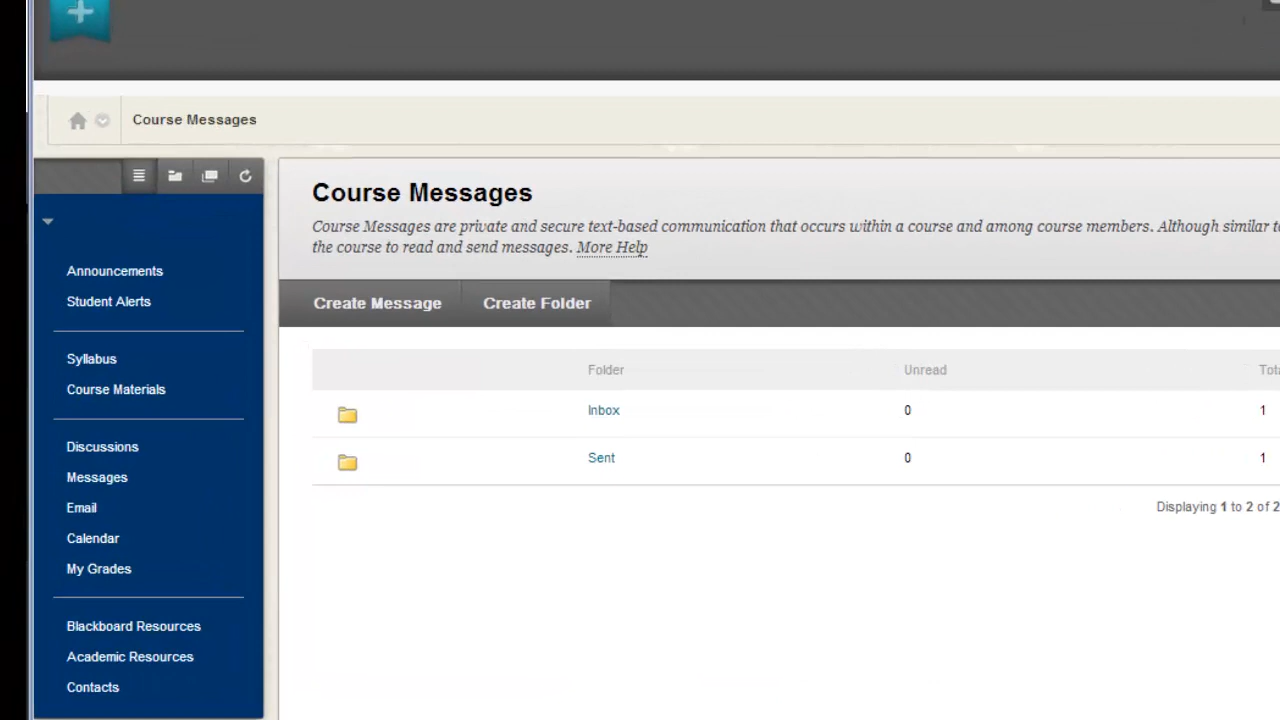 Course Messages
Course Messages
Course Messages are private and secure text-based communication that occurs within a course and among course members. Although similar
the course to read and send messages. More Help
Create Message Create Folder
Announcements
Student Alerts
Syllabus
Course Materials
Discussions
Messages
Email
Calendar
My Grades
Blackboard Resources
Academic Resources
Contacts
Folder Unread
Inbox 0 1
Sent 0 1
Displaying 1 to 2 of 2